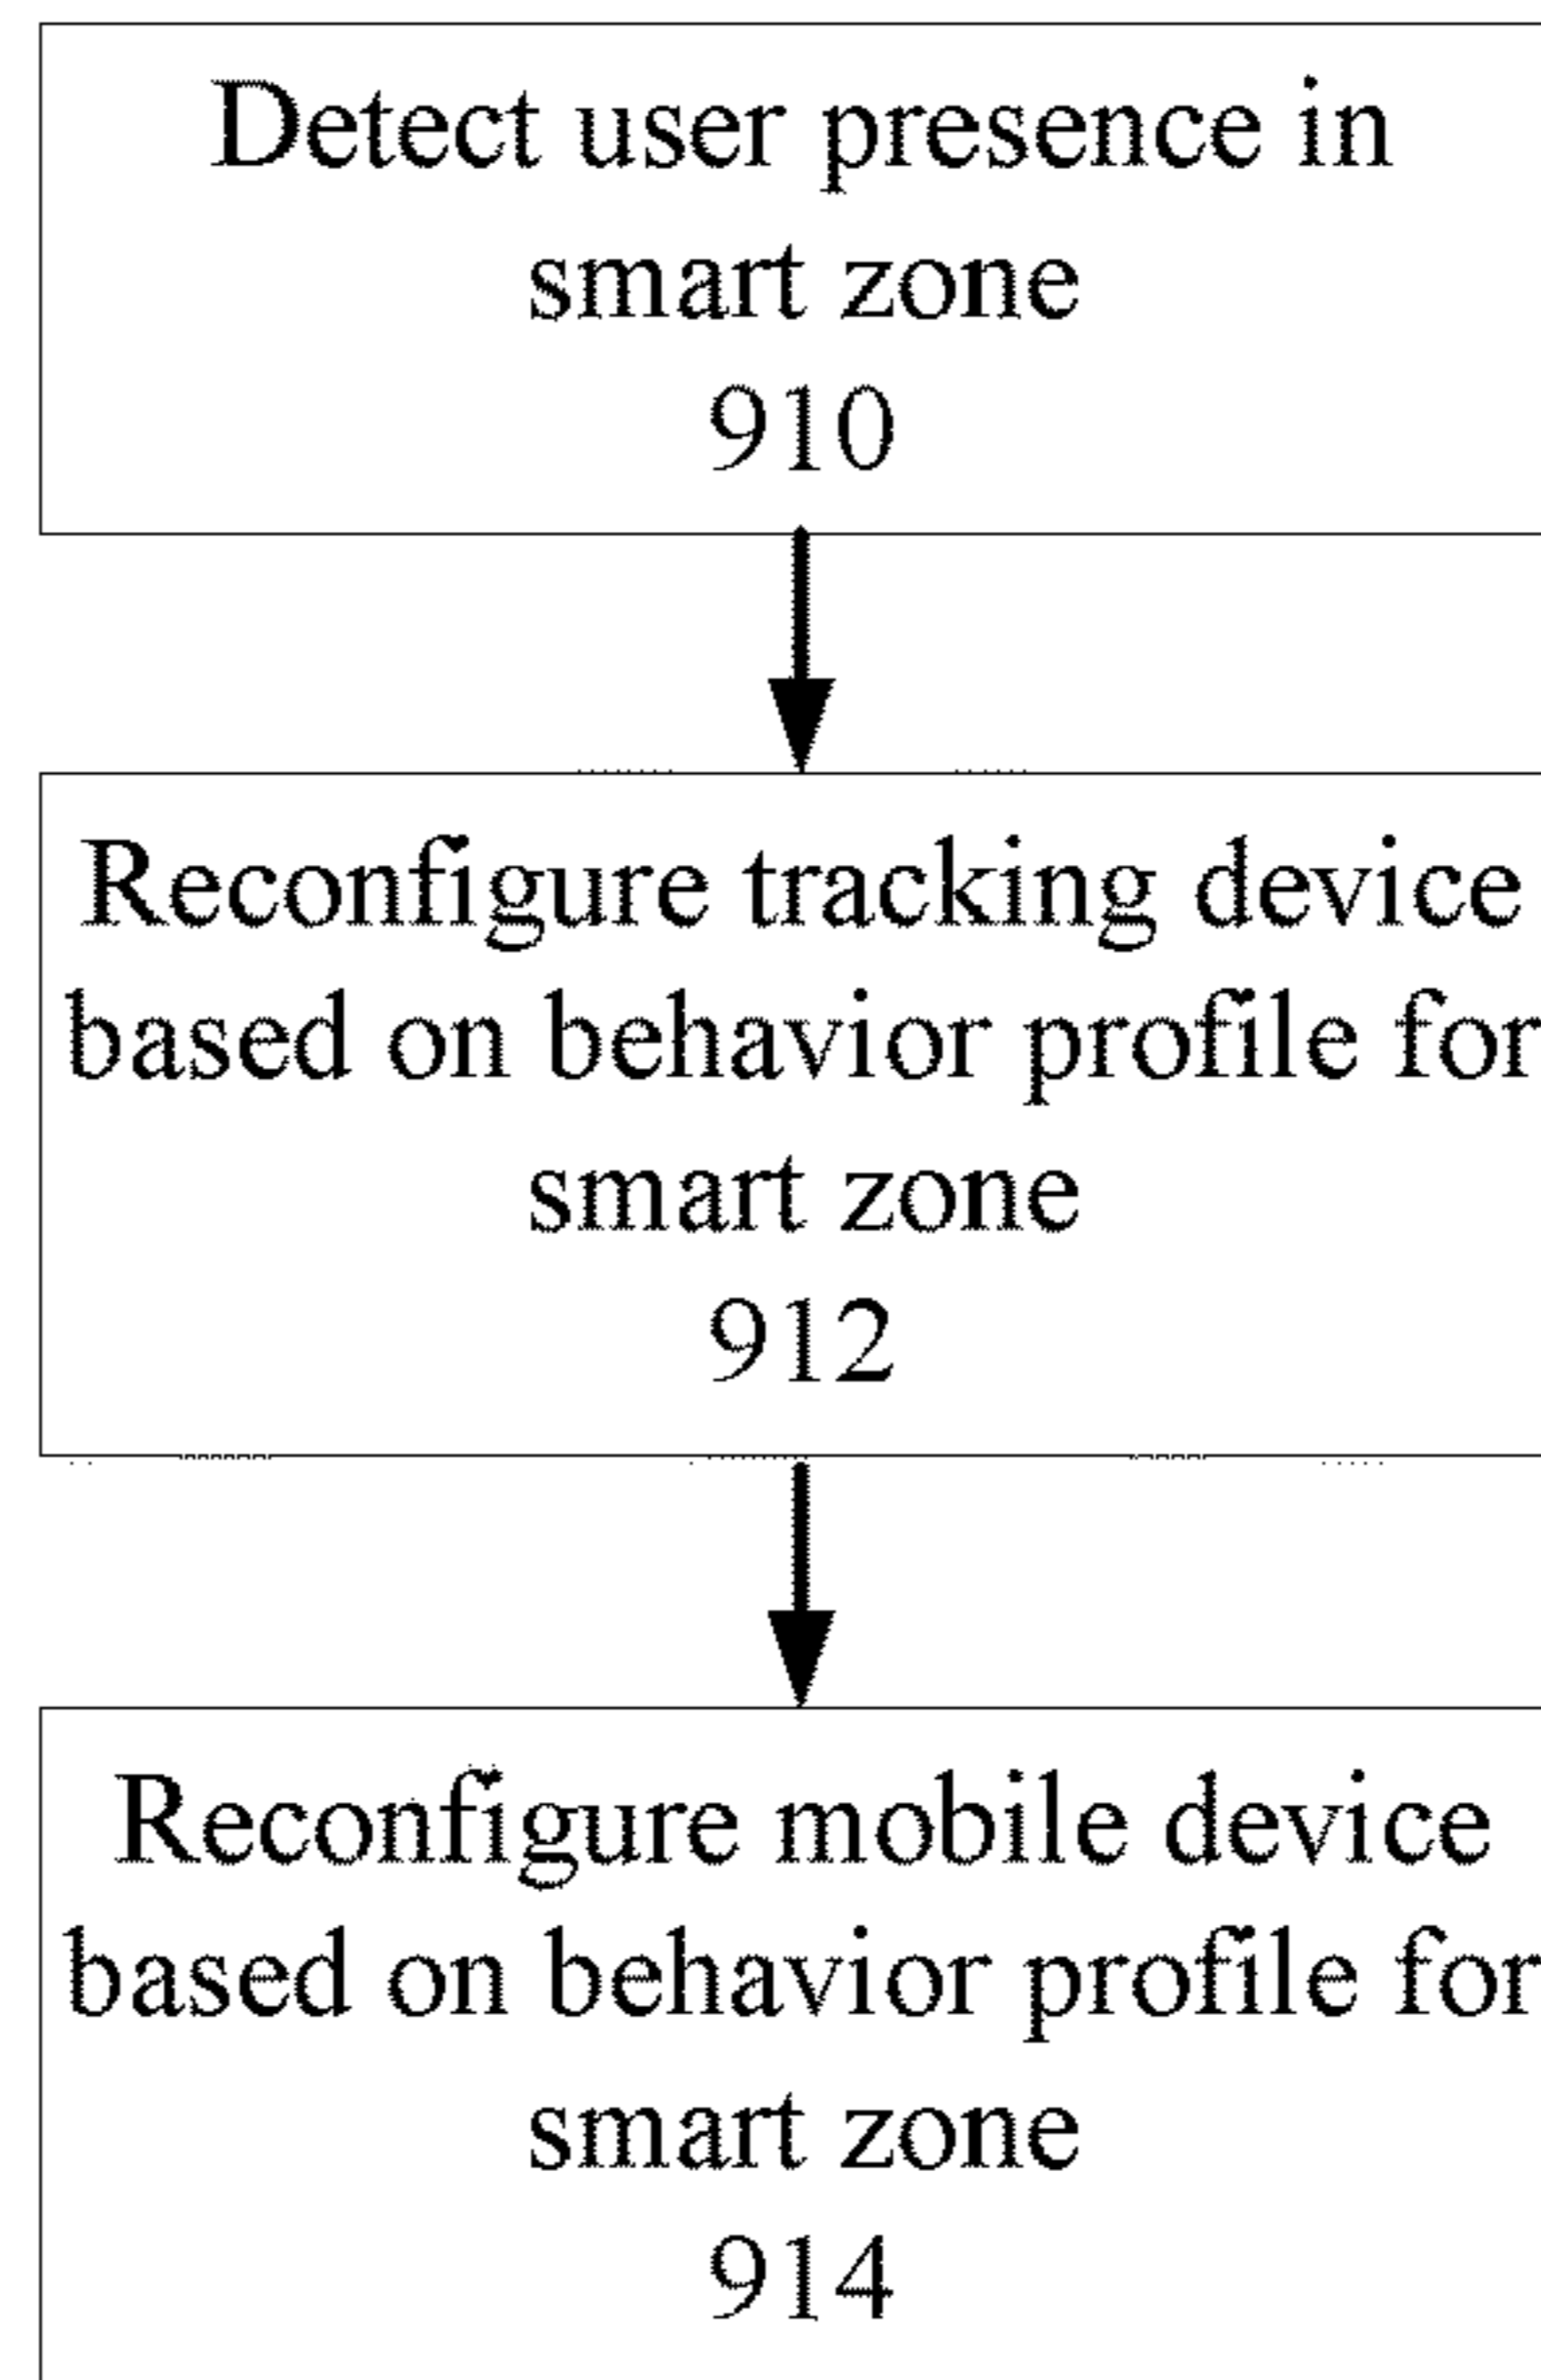 Detect user presence in
smart zone
910
Reconfigure tracking device
based on behavior profile for
smart zone
912
Reconfigure mobile device
based on behavior profile for
smart zone
914